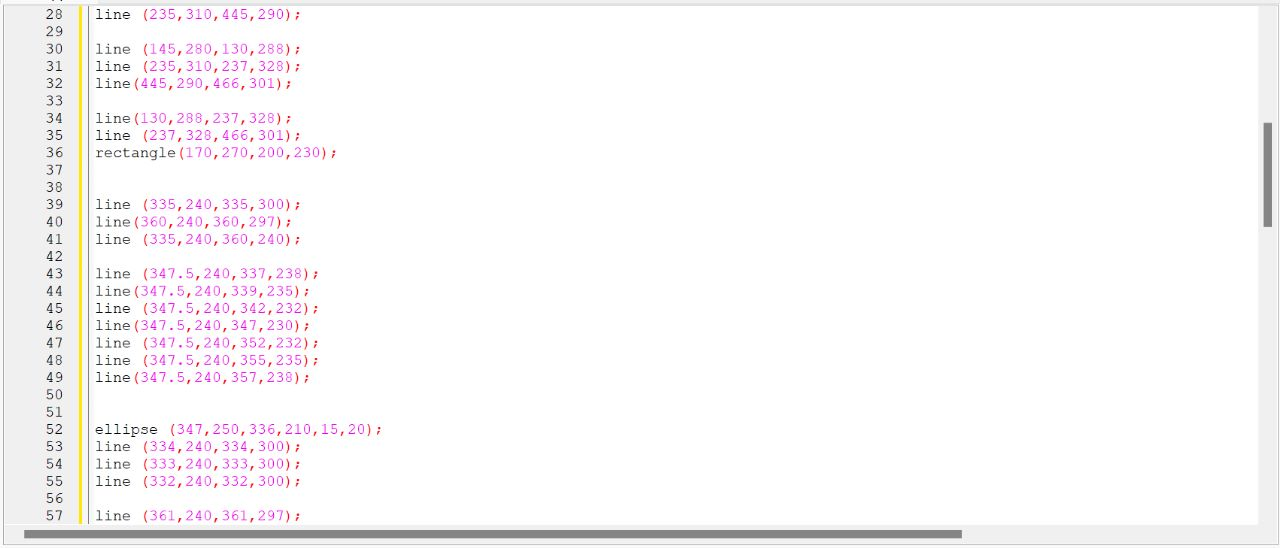 28 line (235,310,445,290);
29
30 line (145,280,130,288);
31 line (235,310,237,328);
32 line(445,290,466,301);
33
34 line(130,288,237,328);
35 line (237,328,466,301);
36 rectangle(170,270,200,230);
37
38
39 line (335,240,335,300);
40 line(360,240,360,297);
41 line (335,240,360,240);
42
43 line (347.5,240,337,238);
44 line(347.5,240,339,235);
45 line (347.5,240,342,232);
46 line(347.5,240,347,230);
47 line (347.5,240,352,232);
48 line (347.5,240,355,235);
49 line(347.5,240,357,238);
50
51
52 ellipse (347,250,336,210,15,20);
53 line (334,240,334,300);
54 line (333,240,333,300);
55 line (332,240,332,300);
56
57 line (361,240,361,297);